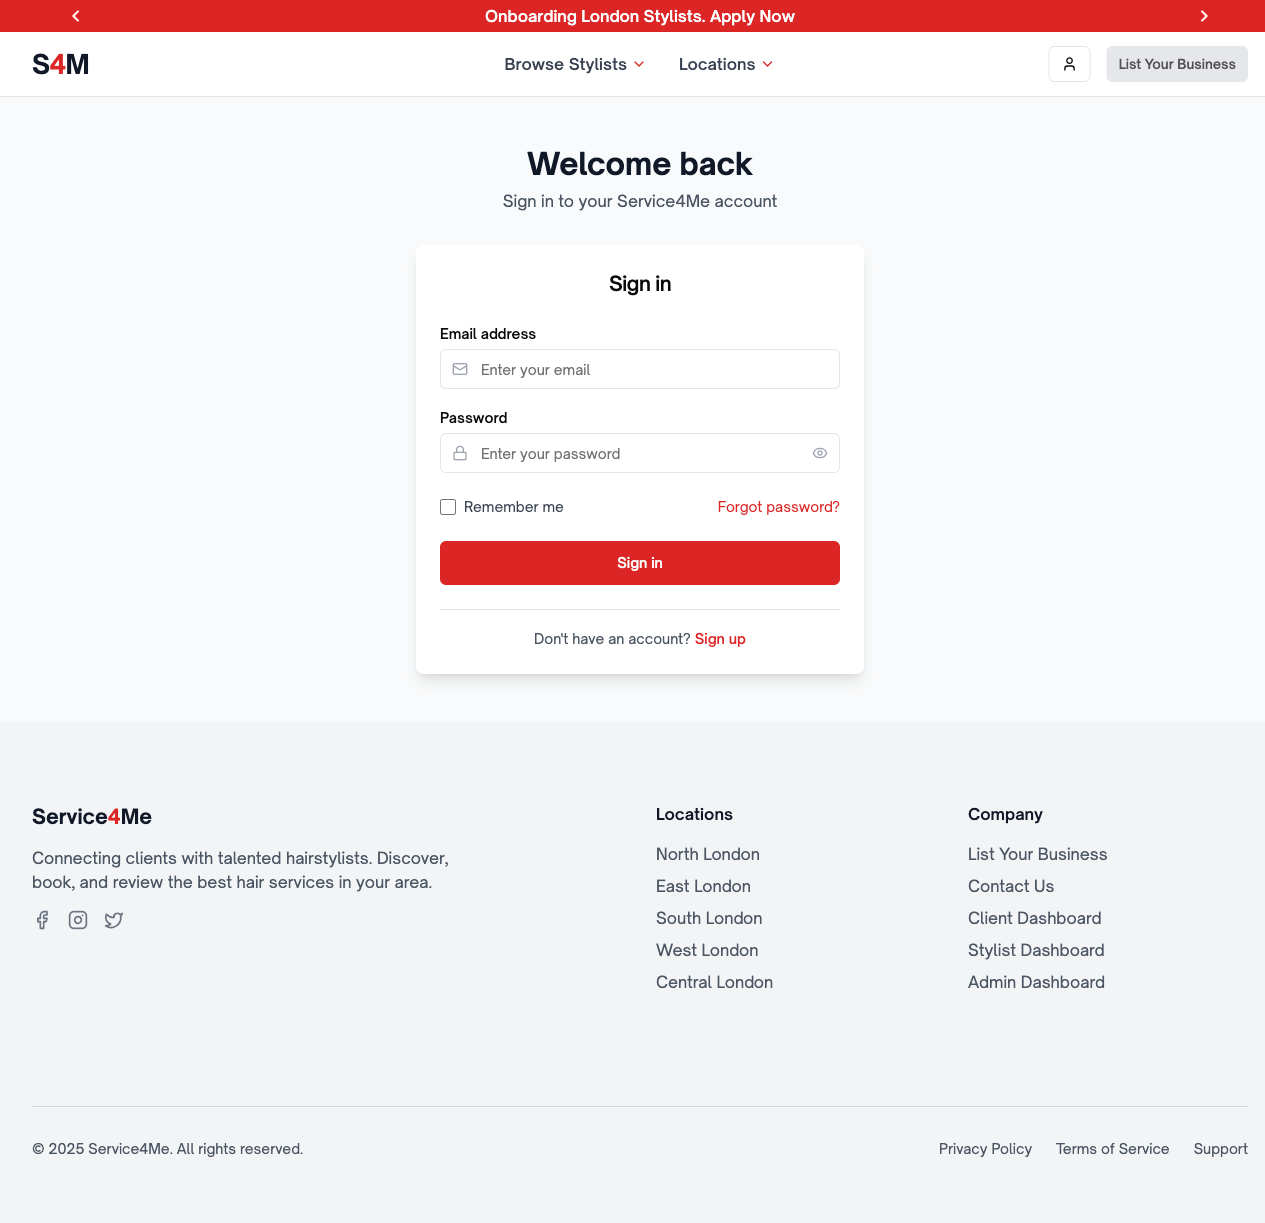 Onboarding London Stylists. Apply Now
S4M
Browse Stylists
Locations
List Your Business
Welcome back
Sign in to your Service4Me account
Sign in
Email address
Enter your email
Password
Enter your password
Remember me
Forgot password?
Sign in
Don't have an account? Sign up
Service4Me
Connecting clients with talented hairstylists. Discover,
book, and review the best hair services in your area.
Locations
North London
East London
South London
West London
Central London
Company
List Your Business
Contact Us
Client Dashboard
Stylist Dashboard
Admin Dashboard
© 2025 Service4Me. All rights reserved.
Privacy Policy
Terms of Service
Support